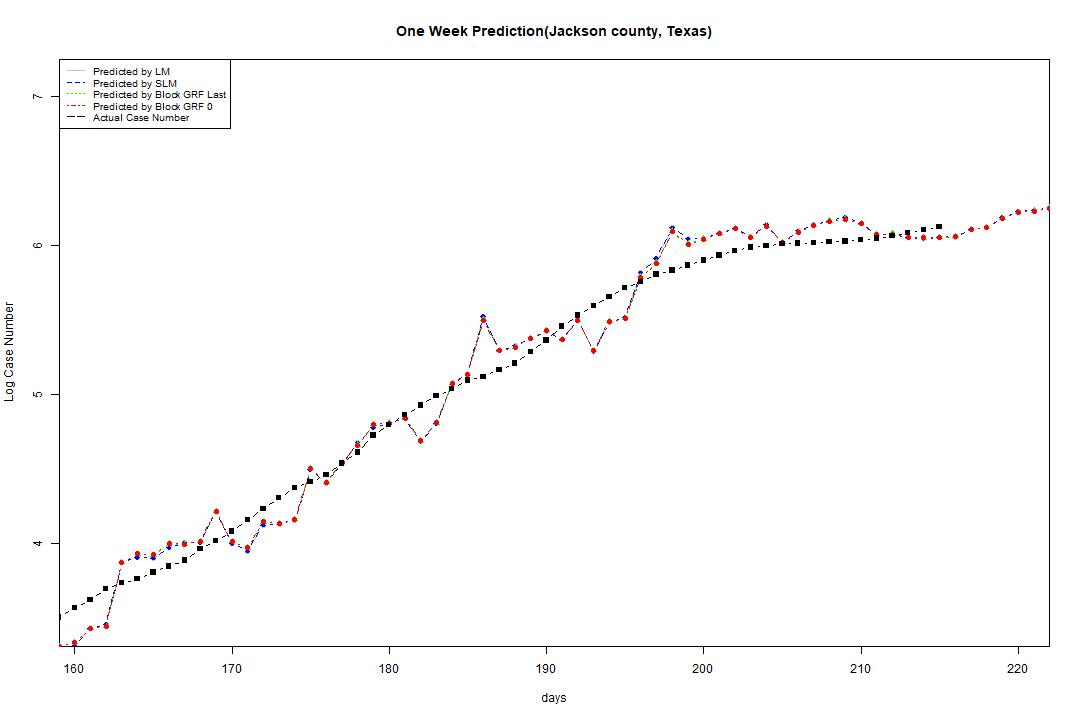 One Week Prediction(Jackson county, Texas)
Predicted by LM
Predicted by SLM
Predicted by Block GRF Last
Predicted by Block GRF 0
Actual Case Number
7
6
5
4
Log Case Number
160 170 180 190 200 210 220
days